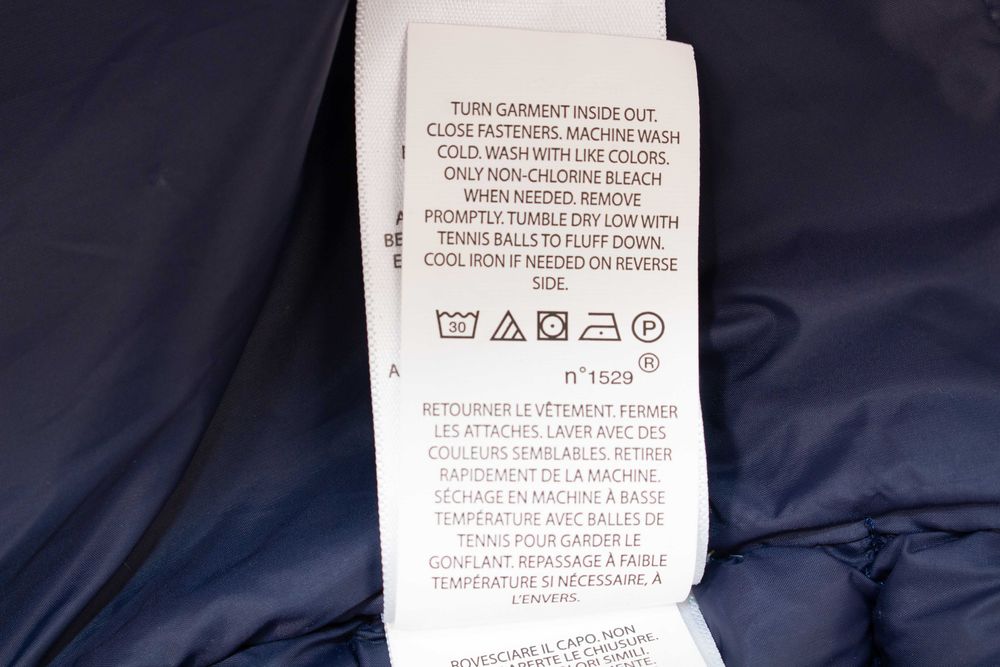 TURN GARMENT INSIDE OUT.
CLOSE FASTENERS. MACHINE WASH
COLD. WASH WITH LIKE COLORS.
ONLY NON-CHLORINE BLEACH
WHEN NEEDED. REMOVE
PROMPTLY. TUMBLE DRY LOW WITH
TENNIS BALLS TO FLUFF DOWN.
COOL IRON IF NEEDED ON REVERSE
SIDE.
30 P
n°1529 ®
RETOURNER LE VÊTEMENT. FERMER
LES ATTACHES. LAVER AVEC DES
COULEURS SEMBLABLES. RETIRER
RAPIDEMENT DE LA MACHINE.
SÉCHAGE EN MACHINE À BASSE
TEMPÉRATURE AVEC BALLES DE
TENNIS POUR GARDER LE
GONFLANT. REPASSAGE À FAIBLE
TEMPÉRATURE SI NÉCESSAIRE, À
L'ENVERS.
ROVESCIARE IL CAPO. NON
APERTE LE CHIUSURE.
SIMILI.